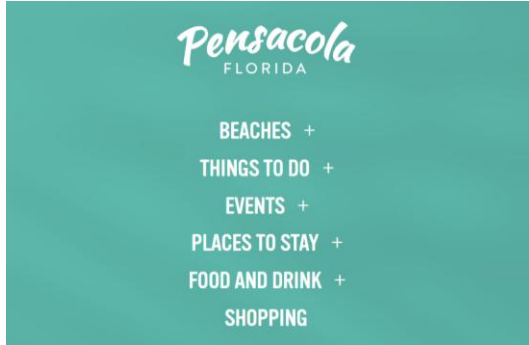 Pensacola
FLORIDA
BEACHES +
THINGS TO DO +
EVENTS +
PLACES TO STAY +
FOOD AND DRINK +
SHOPPING